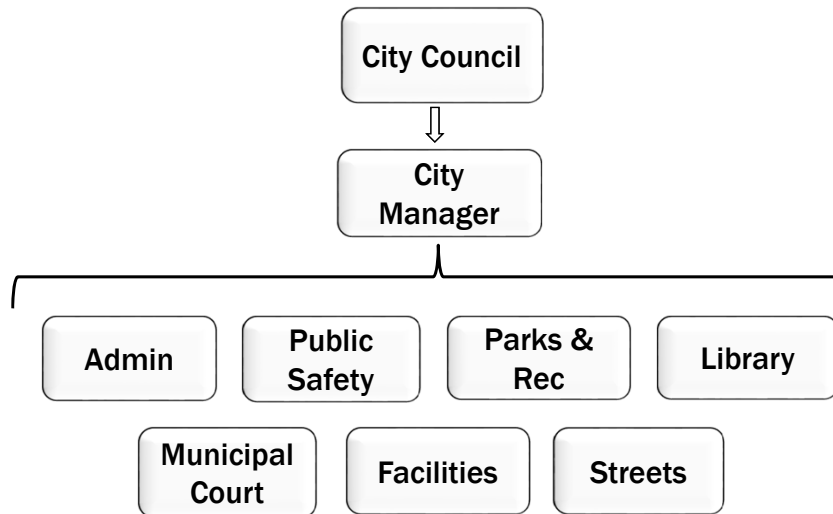 City Council
City
Manager
Admin
Public
Safety
Parks &
Rec
Library
Municipal
Court
Facilities
Streets